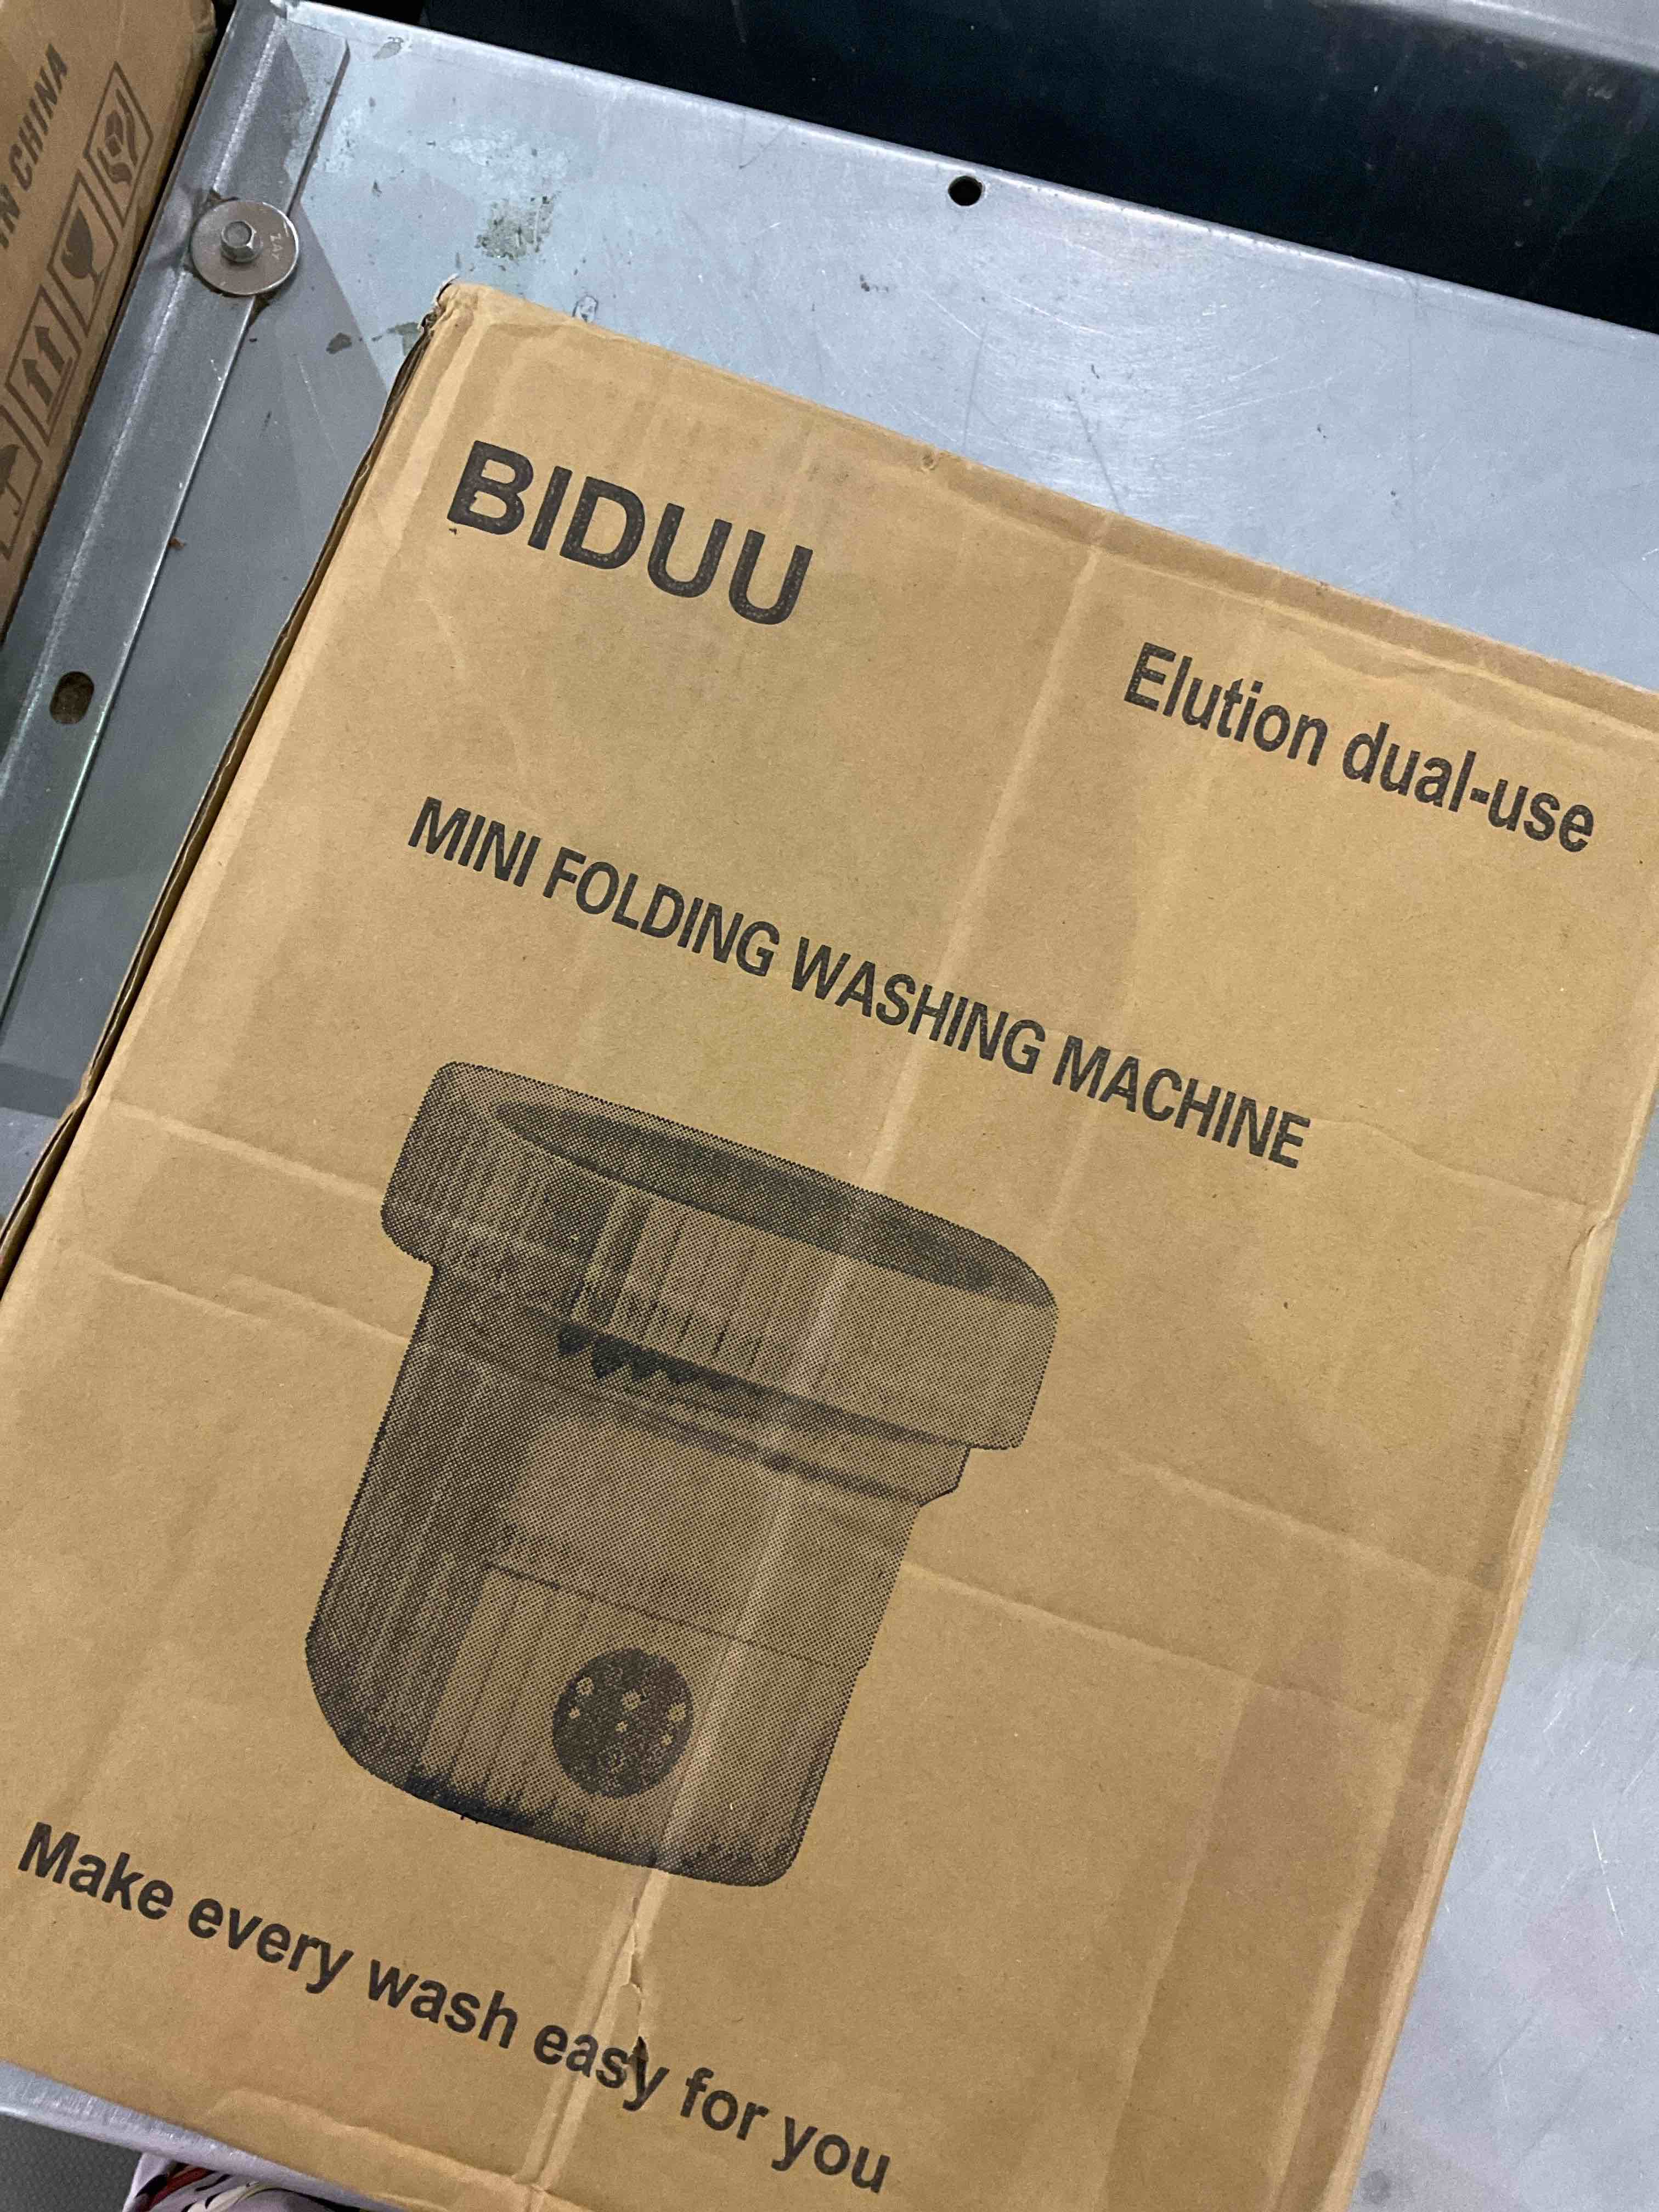 IN CHINA
BIDUU
Elution dual-use
MINI FOLDING WASHING MACHINE
Make every wash easy for you